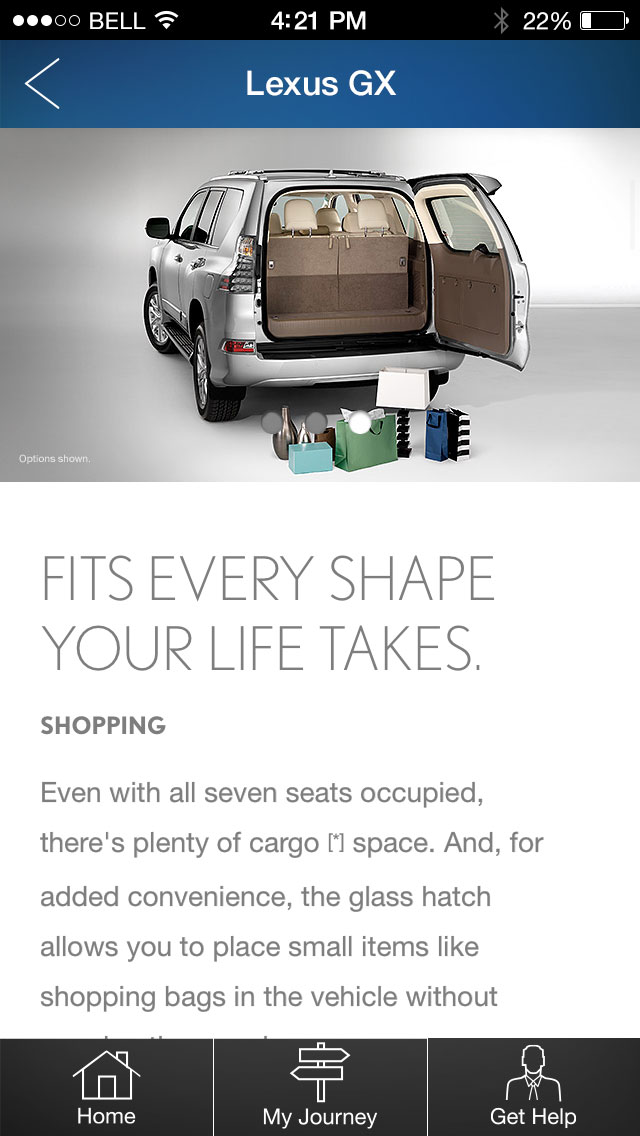 BELL 4:21 PM 22%
Lexus GX
Options shown.
FITS EVERY SHAPE
YOUR LIFE TAKES.
SHOPPING
Even with all seven seats occupied,
there's plenty of cargo [*] space. And, for
added convenience, the glass hatch
allows you to place small items like
shopping bags in the vehicle without
Home My Journey Get Help